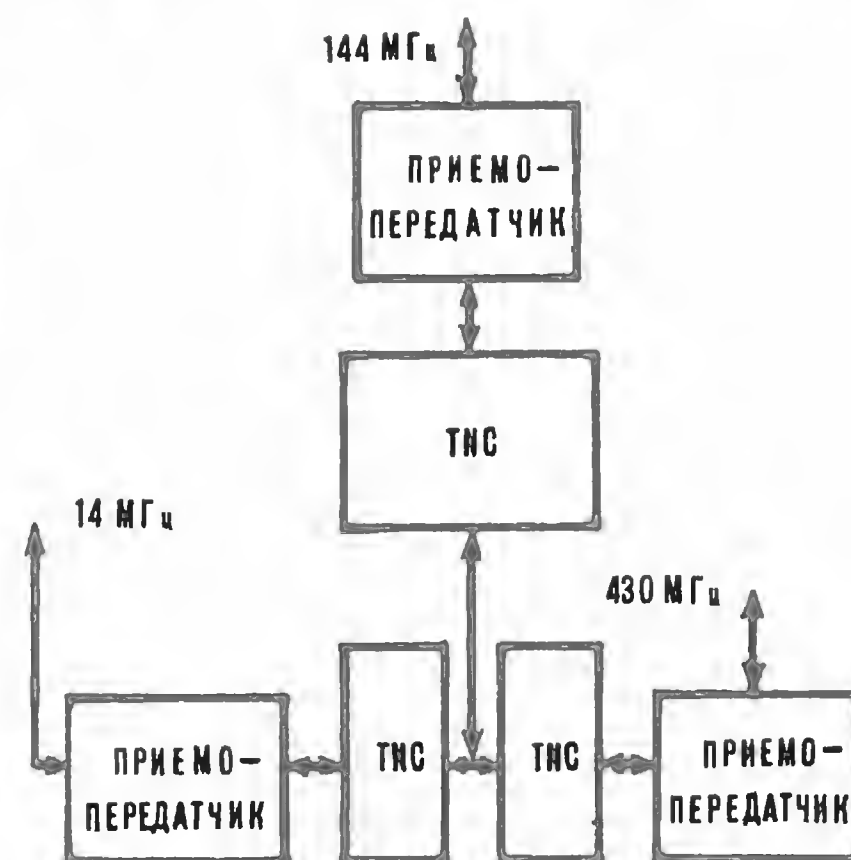 144 МГц
ПРИЕМО-
ПЕРЕДАТЧИК
TNC
14 МГц
430 МГц
ПРИЕМО-
ПЕРЕДАТЧИК
TNC
TNC
ПРИЕМО-
ПЕРЕДАТЧИК